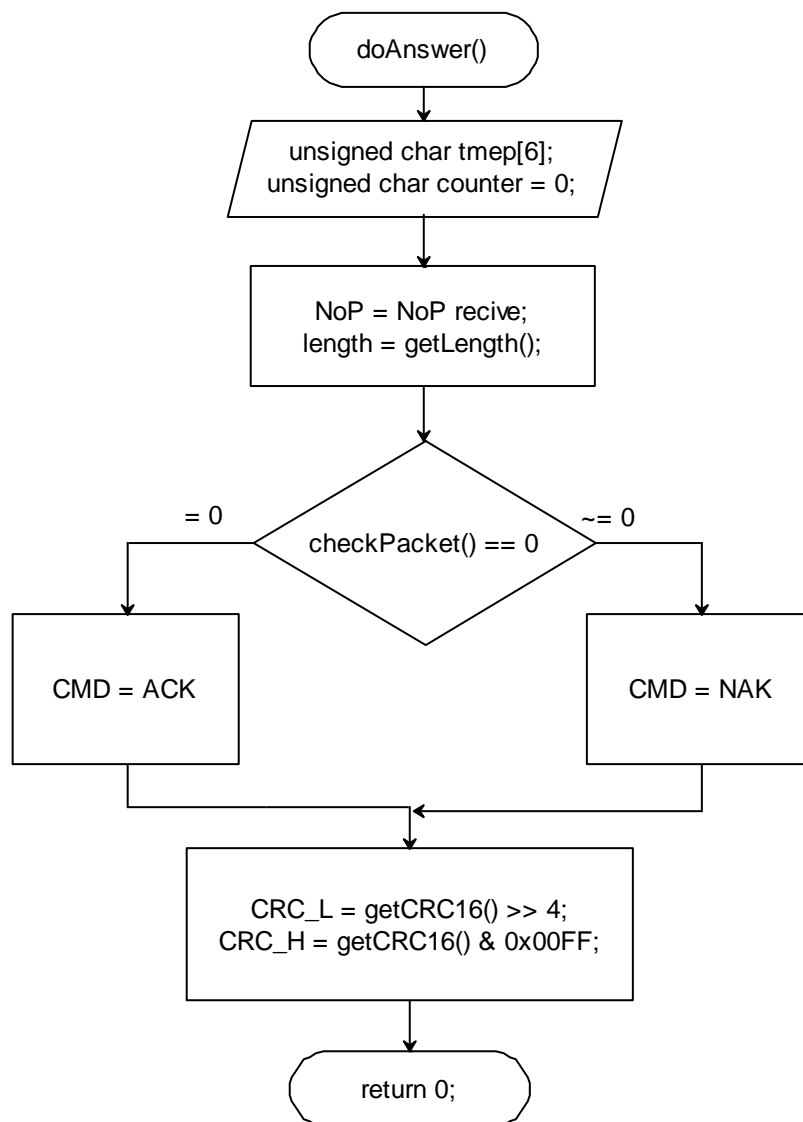 doAnswer()
unsigned char tmep[6];
unsigned char counter = 0;
NoP = NoP recive;
length = getLength();
= 0
~= 0
checkPacket() == 0
CMD = ACK
CMD = NAK
CRC_L = getCRC16() >> 4;
CRC_H = getCRC16() & 0x00FF;
return 0;